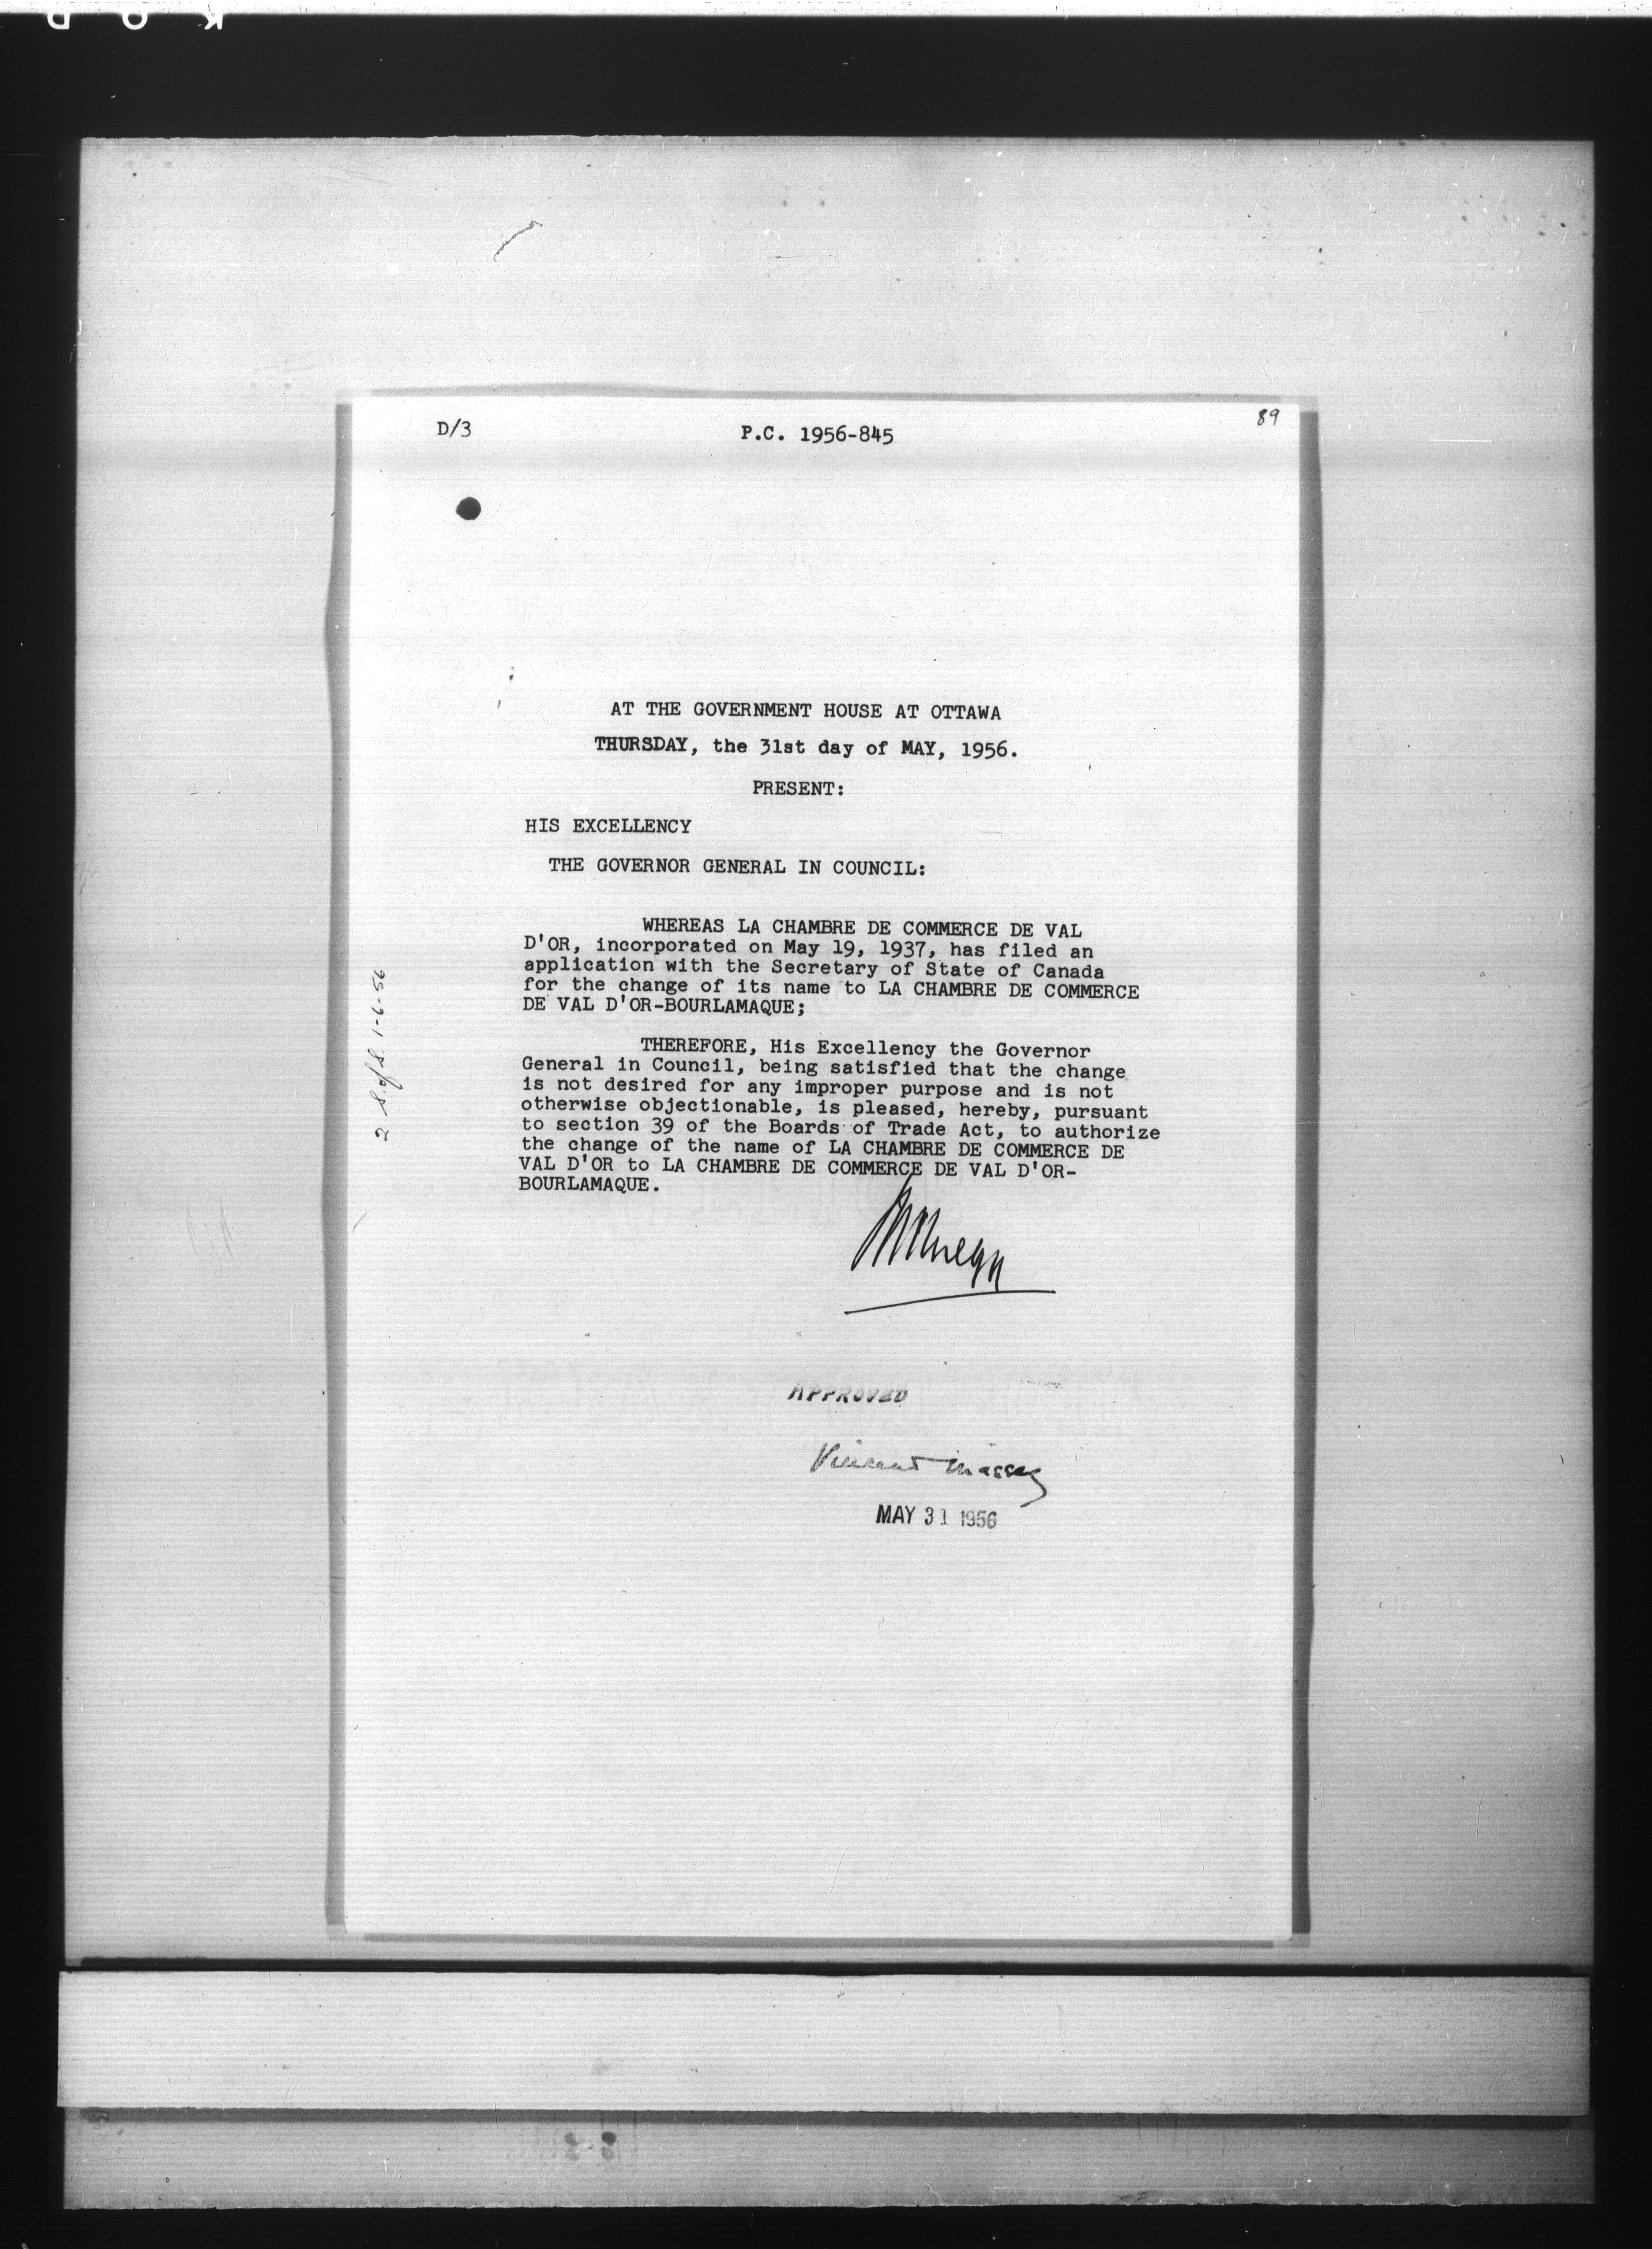 D/3
P.C. 1956-845
89
AT THE GOVERNMENT HOUSE AT OTTAWA
THURSDAY, the 31st day of MAY, 1956.
PRESENT:
HIS EXCELLENCY
THE GOVERNOR GENERAL IN COUNCIL:
WHEREAS LA CHAMBRE DE COMMERCE DE VAL
D'OR, incorporated on May 19, 1937, has filed an
application with the Secretary of State of Canada
for the change of its name to LA CHAMBRE DE COMMERCE
DE VAL D'OR-BOURLAMAQUE;
THEREFORE, His Excellency the Governor
General in Council, being satisfied that the change
is not desired for any improper purpose and is not
otherwise objectionable, is pleased, hereby, pursuant
to section 39 of the Boards of Trade Act, to authorize
the change of the name of LA CHAMBRE DE COMMERCE DE
VAL D'OR to LA CHAMBRE DE COMMERCE DE VAL D'OR-
BOURLAMAQUE.
APPROVED
Vincent Massey
MAY 31 1956
2 S. of S. 1-6-56